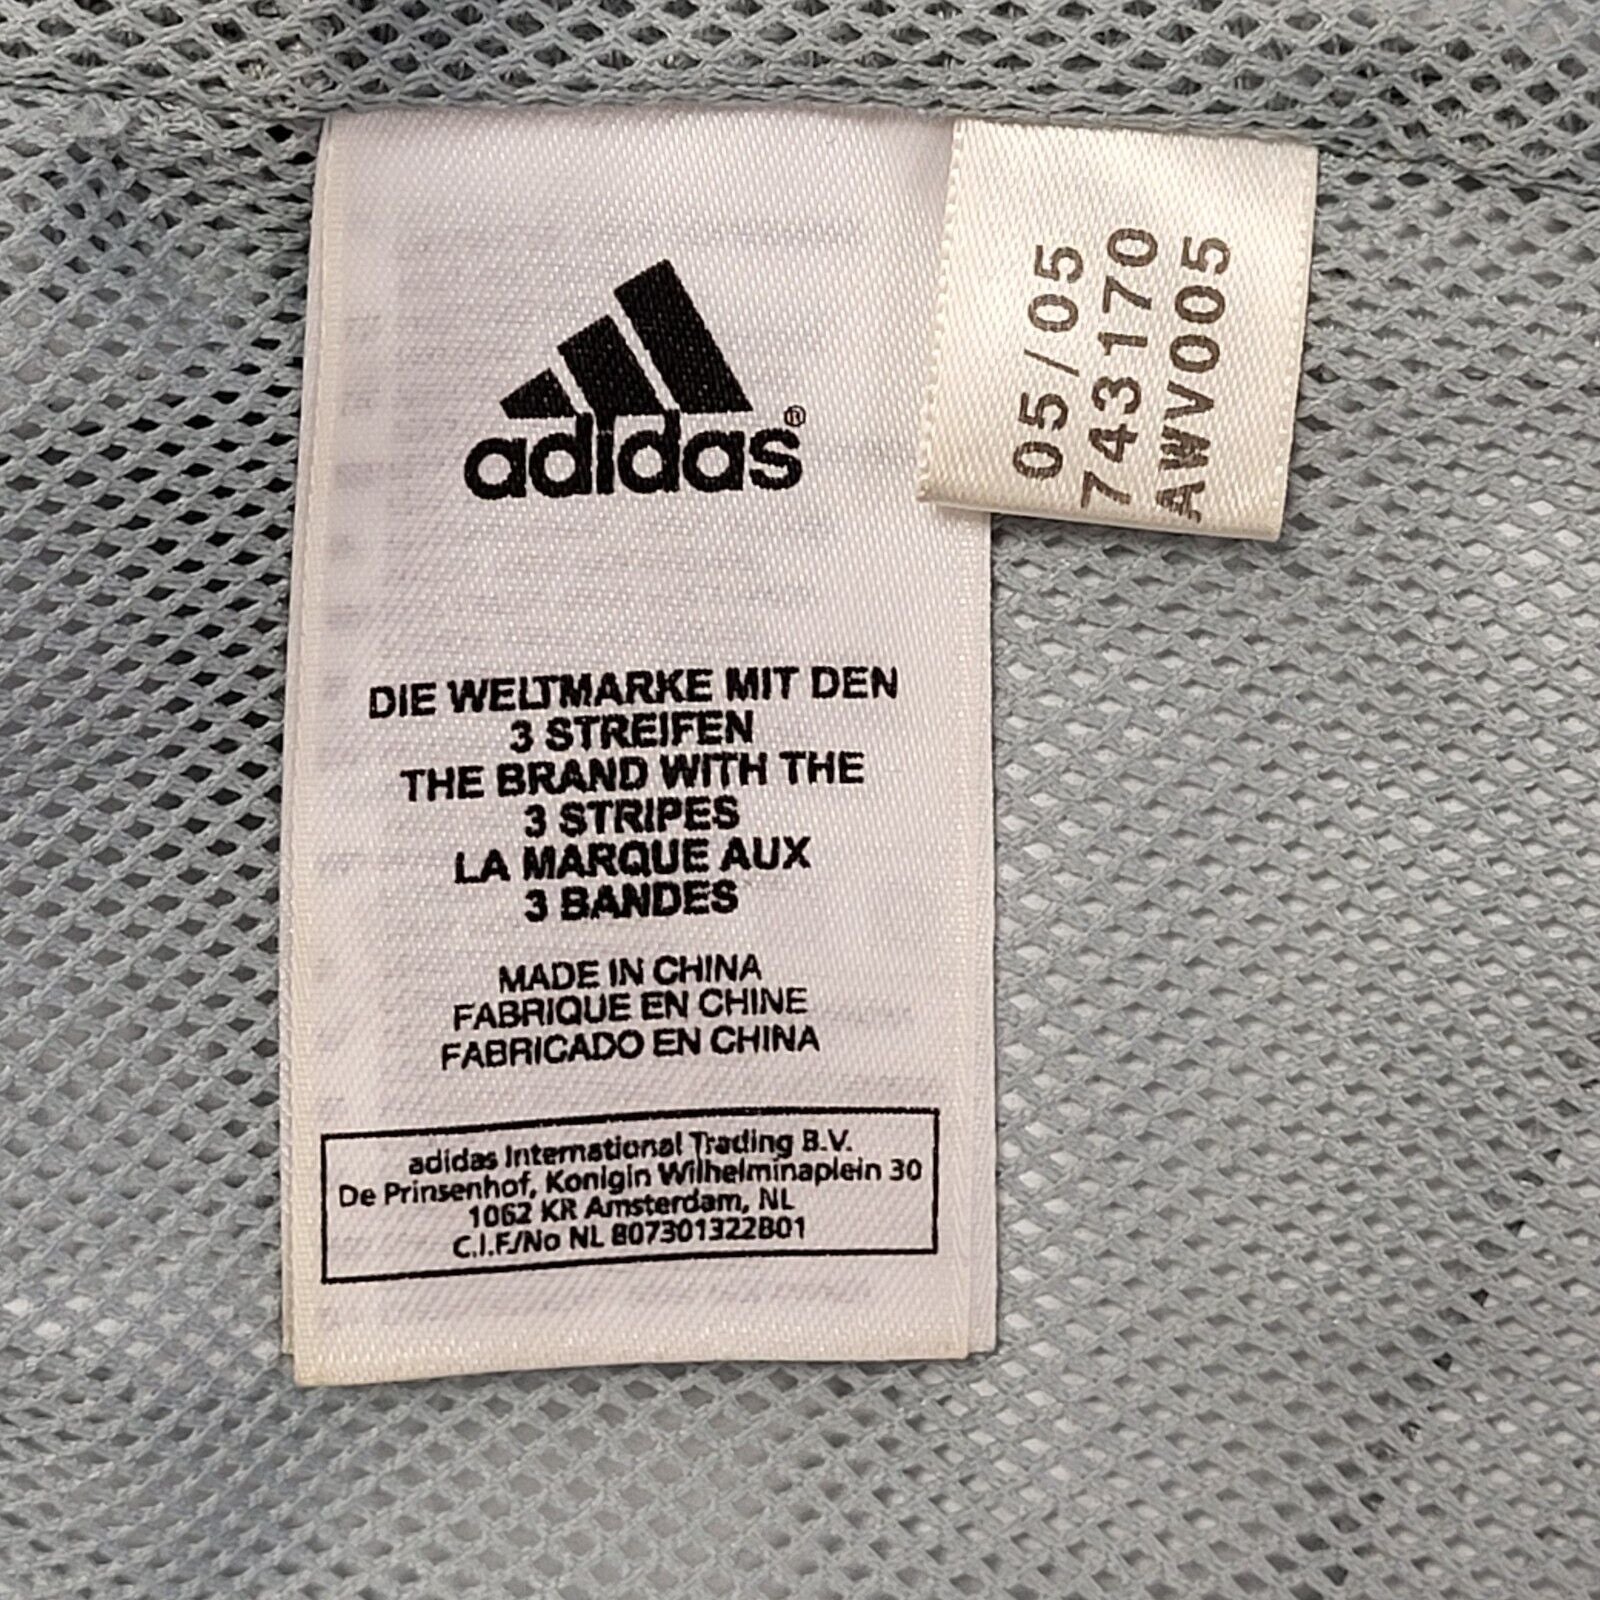 adidas®
DIE WELTMARKE MIT DEN
3 STREIFEN
THE BRAND WITH THE
3 STRIPES
LA MARQUE AUX
3 BANDES
MADE IN CHINA
FABRIQUE EN CHINE
FABRICADO EN CHINA
adidas International Trading B.V.
De Prinsenhof, Konigin Wilhelminaplein 30
1062 KR Amsterdam, NL
C.I.F./No NL 807301322B01
05/05
743170
AWV005